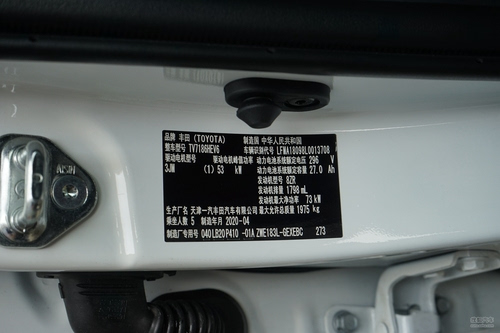 品牌 丰田 (TOYOTA) 制造国 中华人民共和国
整车型号 TV7186HEV6 车辆识别代号 LFMA180C8L0013708
驱动电机型号 驱动电机峰值功率 动力电池系统额定电压 296 V
3JM (1) 53 kW 动力电池系统额定容量 27.0 Ah
发动机型号 8ZR
发动机排量 1798 mL
发动机最大净功率 73 kW
生产厂名 天津一汽丰田汽车有限公司 最大允许总质量 1975 kg
乘坐人数 5 制造年月 2020-04
制造厂番号 040LB20P410 -01A ZWE183L-GEXEBC 273
AISIN